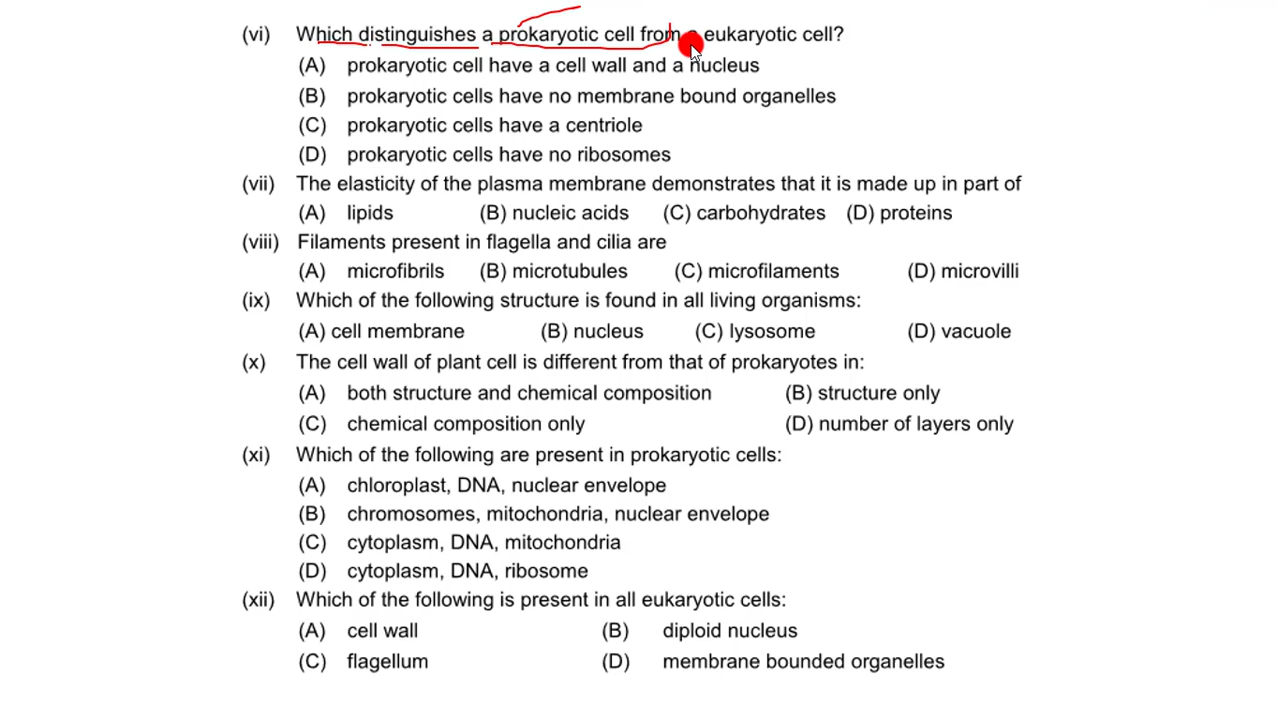 (vi) Which distinguishes a prokaryotic cell from a eukaryotic cell?
(A) prokaryotic cell have a cell wall and a nucleus
(B) prokaryotic cells have no membrane bound organelles
(C) prokaryotic cells have a centriole
(D) prokaryotic cells have no ribosomes
(vii) The elasticity of the plasma membrane demonstrates that it is made up in part of
(A) lipids (B) nucleic acids (C) carbohydrates (D) proteins
(viii) Filaments present in flagella and cilia are
(A) microfibrils (B) microtubules (C) microfilaments (D) microvilli
(ix) Which of the following structure is found in all living organisms:
(A) cell membrane (B) nucleus (C) lysosome (D) vacuole
(x) The cell wall of plant cell is different from that of prokaryotes in:
(A) both structure and chemical composition (B) structure only
(C) chemical composition only (D) number of layers only
(xi) Which of the following are present in prokaryotic cells:
(A) chloroplast, DNA, nuclear envelope
(B) chromosomes, mitochondria, nuclear envelope
(C) cytoplasm, DNA, mitochondria
(D) cytoplasm, DNA, ribosome
(xii) Which of the following is present in all eukaryotic cells:
(A) cell wall (B) diploid nucleus
(C) flagellum (D) membrane bounded organelles